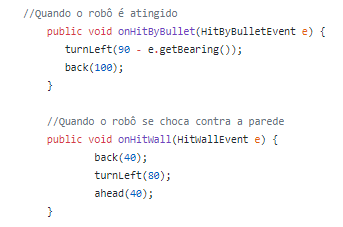 //Quando o robô é atingido
public void onHitByBullet(HitByBulletEvent e) {
turnLeft(90 - e.getBearing());
back(100);
}
//Quando o robô se choca contra a parede
public void onHitWall(HitWallEvent e) {
back(40);
turnLeft(80);
ahead(40);
}